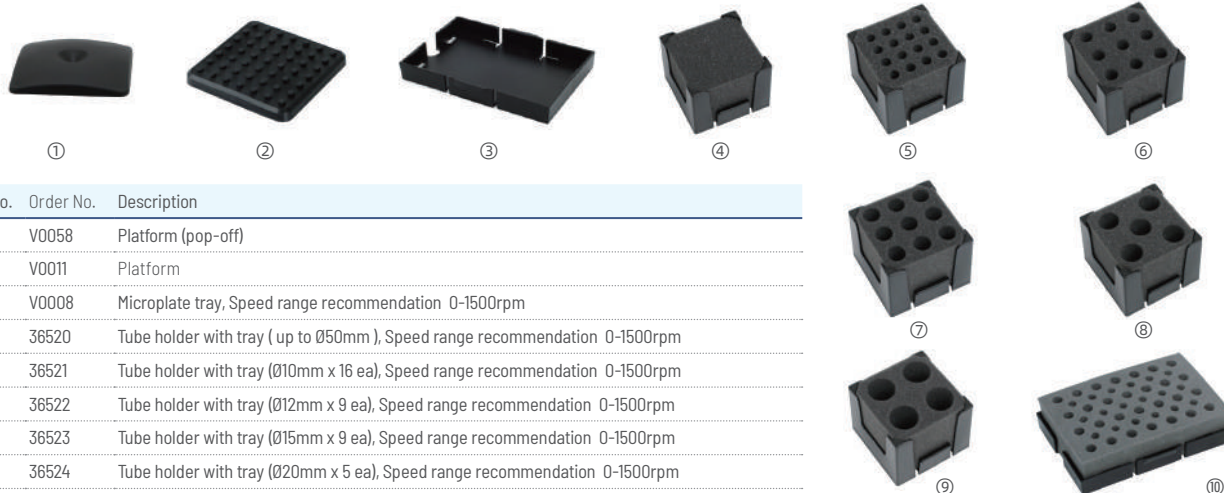 ① ② ③ ④ ⑤ ⑥
o. Order No. Description
V0058 Platform (pop-off)
V0011 Platform
V0008 Microplate tray, Speed range recommendation 0-1500rpm
36520 Tube holder with tray ( up to Ø50mm ), Speed range recommendation 0-1500rpm
36521 Tube holder with tray (Ø10mm x 16 ea), Speed range recommendation 0-1500rpm
36522 Tube holder with tray (Ø12mm x 9 ea), Speed range recommendation 0-1500rpm
36523 Tube holder with tray (Ø15mm x 9 ea), Speed range recommendation 0-1500rpm
36524 Tube holder with tray (Ø20mm x 5 ea), Speed range recommendation 0-1500rpm
⑦ ⑧
⑨ ⑩